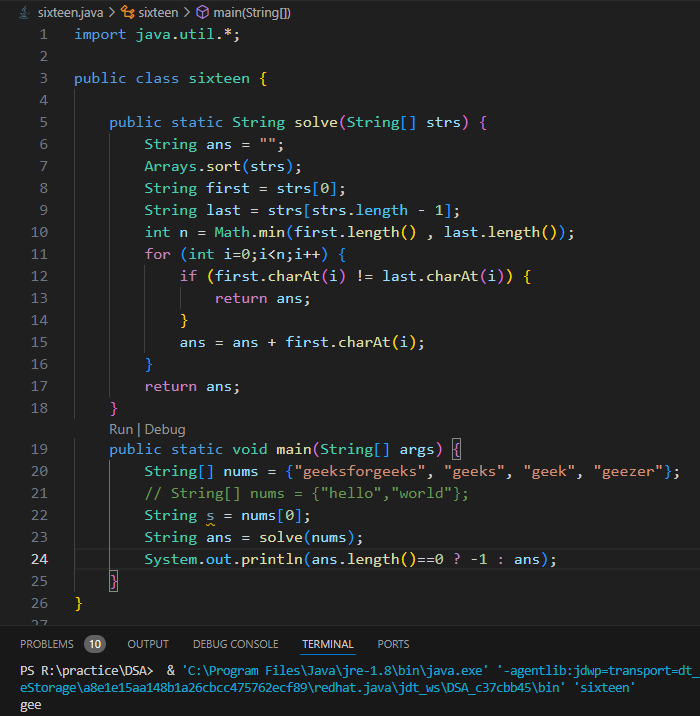 sixteen.java > sixteen > main(String[])
1 import java.util.*;
2
3 public class sixteen {
4
5     public static String solve(String[] strs) {
6         String ans = "";
7         Arrays.sort(strs);
8         String first = strs[0];
9         String last = strs[strs.length - 1];
10         int n = Math.min(first.length() , last.length());
11         for (int i=0;i<n;i++) {
12             if (first.charAt(i) != last.charAt(i)) {
13                 return ans;
14             }
15             ans = ans + first.charAt(i);
16         }
17         return ans;
18     }
Run | Debug
19     public static void main(String[] args) {
20         String[] nums = {"geeksforgeeks", "geeks", "geek", "geezer"};
21         // String[] nums = {"hello","world"};
22         String s = nums[0];
23         String ans = solve(nums);
24         System.out.println(ans.length()==0 ? -1 : ans);
25     }
26 }
27
PROBLEMS 10 OUTPUT DEBUG CONSOLE TERMINAL PORTS
PS R:\practice\DSA>  & 'C:\Program Files\Java\jre-1.8\bin\java.exe' '-agentlib:jdwp=transport=dt_
eStorage\a8e1e15aa148b1a26cbcc475762ecf89\redhat.java\jdt_ws\DSA_c37cbb45\bin' 'sixteen'
gee